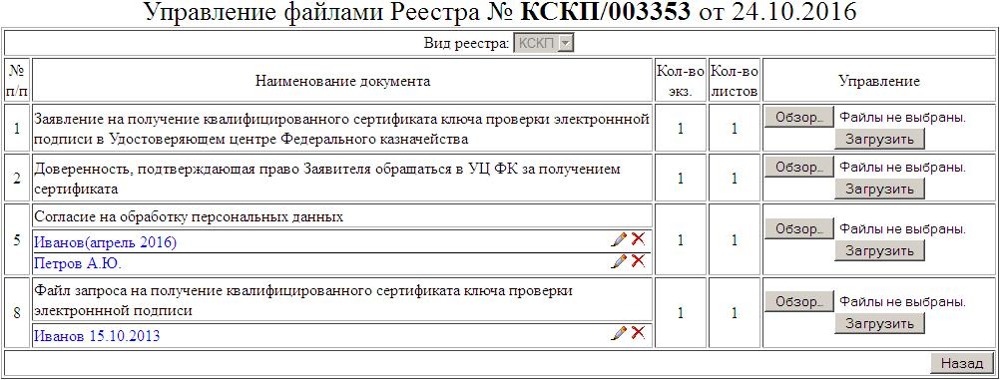 Управление файлами Реестра № КСКП/003353 от 24.10.2016
Вид реестра: КСКП
№ п/п Наименование документа Кол-во экз. Кол-во листов Управление
1 Заявление на получение квалифицированного сертификата ключа проверки электроннной 1 1 Обзор… Файлы не выбраны.
подписи в Удостоверяющем центре Федерального казначейства Загрузить
2 Доверенность, подтверждающая право Заявителя обращаться в УЦ ФК за получением 1 1 Обзор… Файлы не выбраны.
сертификата Загрузить
5 Согласие на обработку персональных данных 1 1 Обзор… Файлы не выбраны.
Иванов(апрель 2016) Загрузить
Петров А.Ю.
8 Файл запроса на получение квалифицированного сертификата ключа проверки 1 1 Обзор… Файлы не выбраны.
электроннной подписи Загрузить
Иванов 15.10.2013
Назад